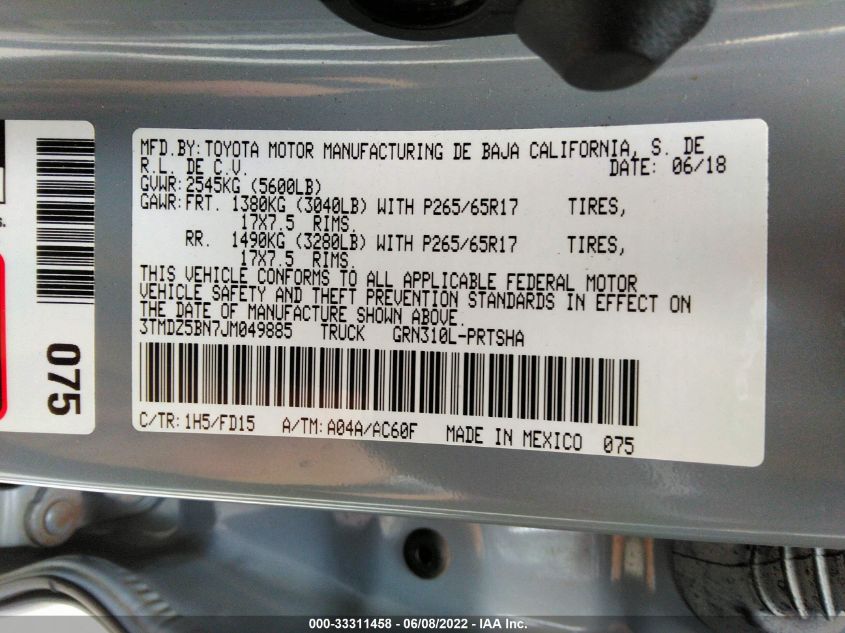 MFD.BY:TOYOTA MOTOR MANUFACTURING DE BAJA CALIFORNIA, S. DE
R.L. DE C.V. DATE: 06/18
GVWR:2545KG (5600LB)
GAWR:FRT. 1380KG (3040LB) WITH P265/65R17 TIRES,
17X7.5 RIMS.
RR. 1490KG (3280LB) WITH P265/65R17 TIRES,
17X7.5 RIMS.
THIS VEHICLE CONFORMS TO ALL APPLICABLE FEDERAL MOTOR
VEHICLE SAFETY AND THEFT PREVENTION STANDARDS IN EFFECT ON
THE DATE OF MANUFACTURE SHOWN ABOVE.
3TMDZ5BN7JM049885 TRUCK GRN310L-PRTSHA
C/TR:1H5/FD15 A/TM:A04A/AC60F MADE IN MEXICO 075
s.
075
000-33311458 - 06/08/2022 - IAA Inc.